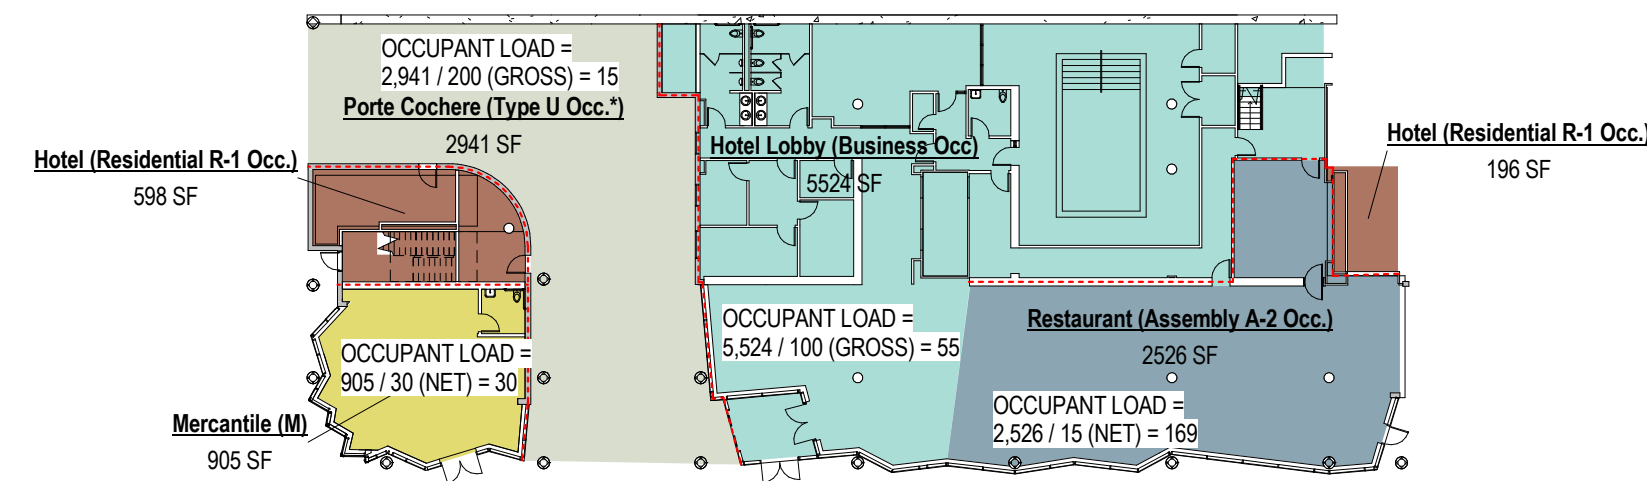 OCCUPANT LOAD =
2,941 / 200 (GROSS) = 15
Porte Cochere (Type U Occ.*)
2941 SF
Hotel (Residential R-1 Occ.)
598 SF
Hotel Lobby (Business Occ)
5524 SF
Hotel (Residential R-1 Occ.)
196 SF
OCCUPANT LOAD =
905 / 30 (NET) = 30
Mercantile (M)
905 SF
OCCUPANT LOAD =
5,524 / 100 (GROSS) = 55
Restaurant (Assembly A-2 Occ.)
2526 SF
OCCUPANT LOAD =
2,526 / 15 (NET) = 169